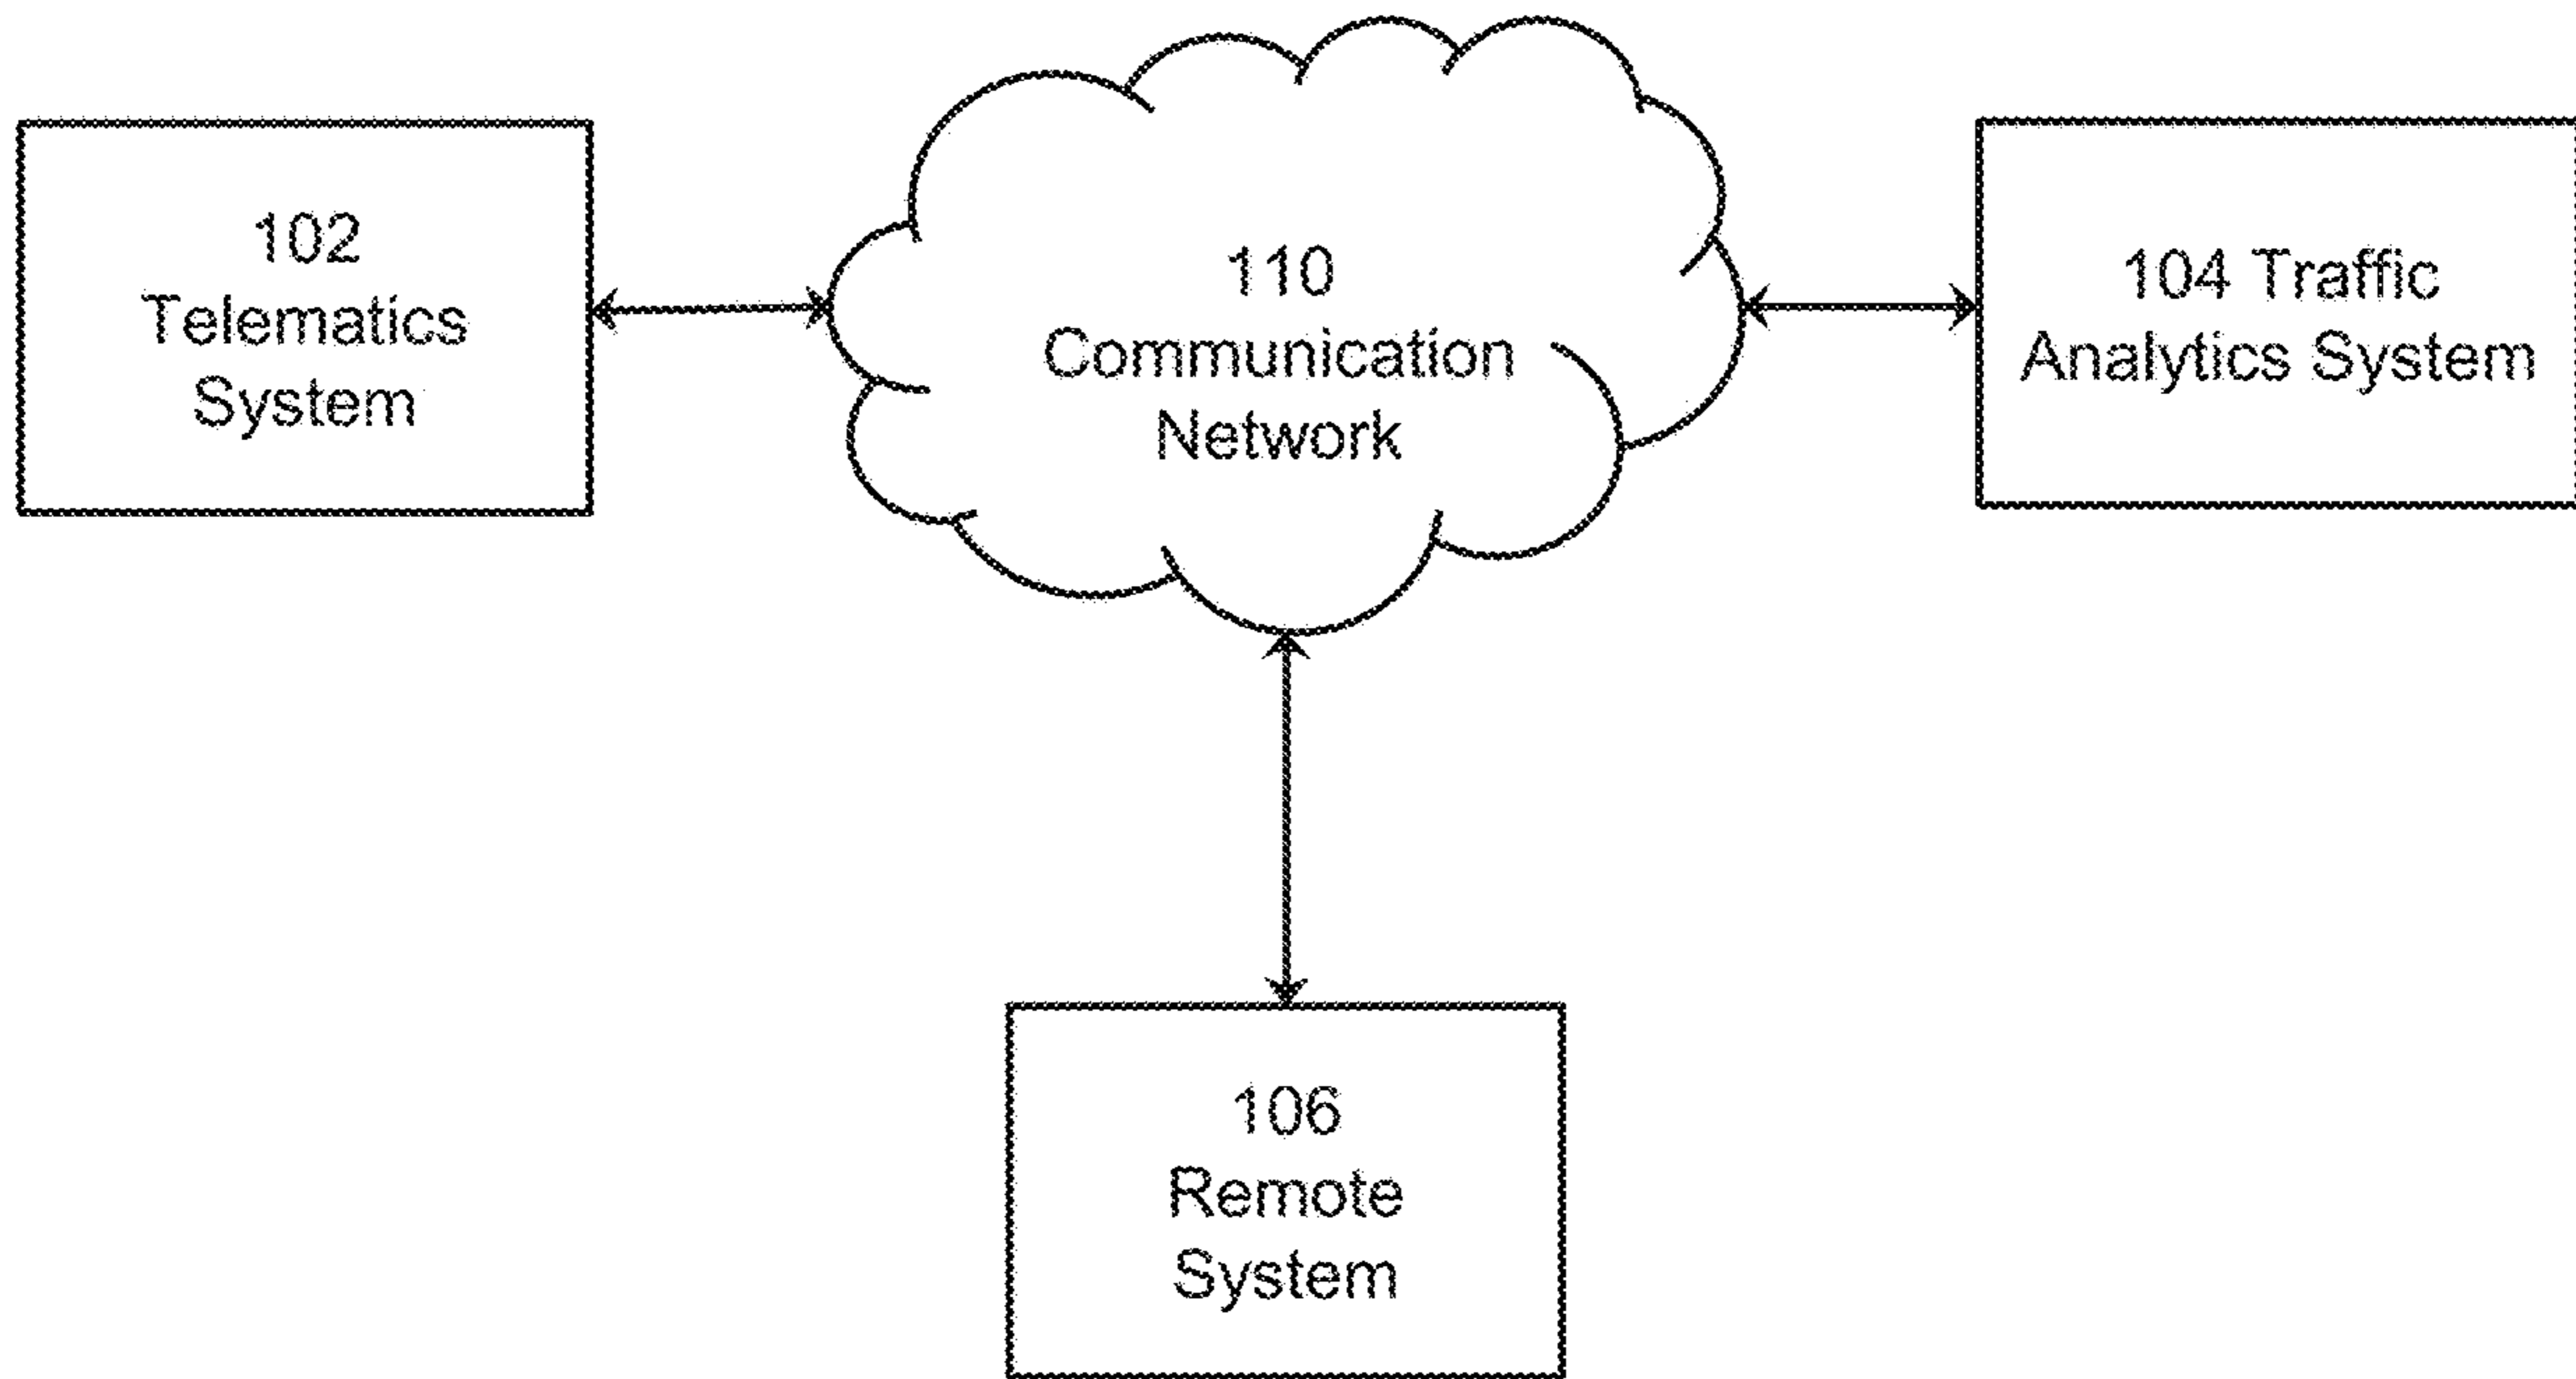 102
Telematics
System
110
Communication
Network
104 Traffic
Analytics System
106
Remote
System